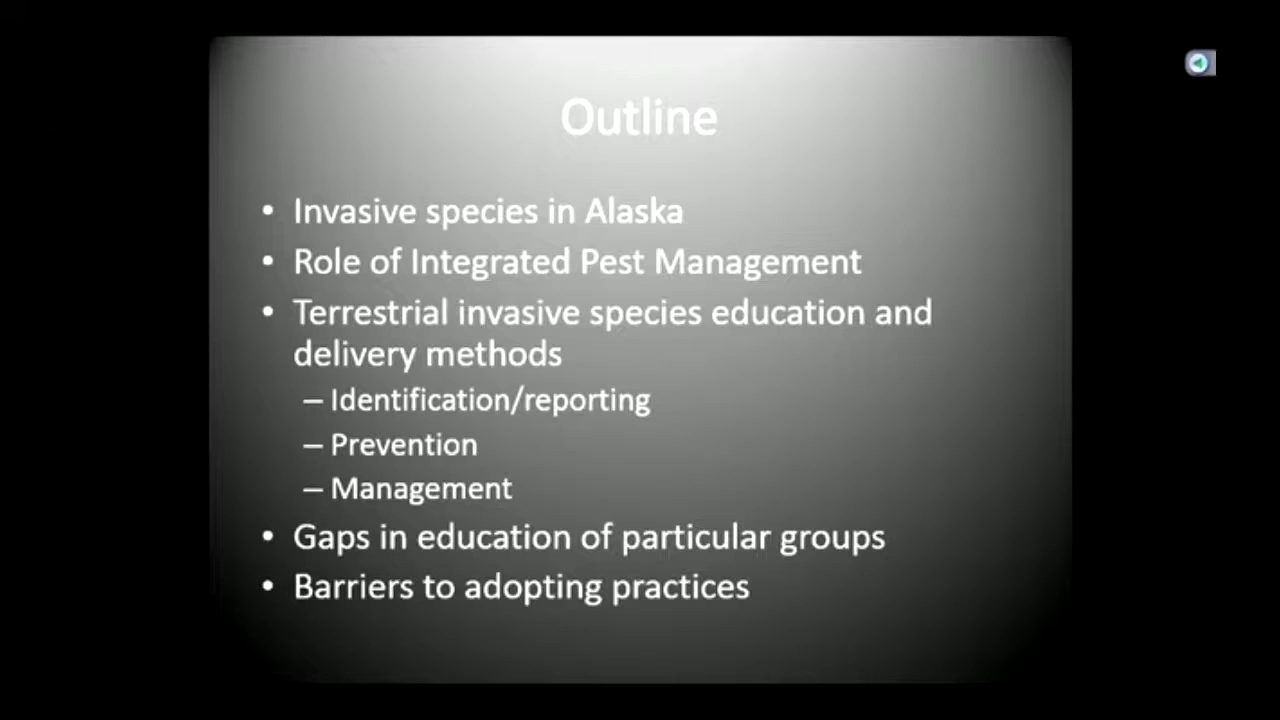 Outline
• Invasive species in Alaska
• Role of Integrated Pest Management
• Terrestrial invasive species education and
delivery methods
– Identification/reporting
– Prevention
– Management
• Gaps in education of particular groups
• Barriers to adopting practices